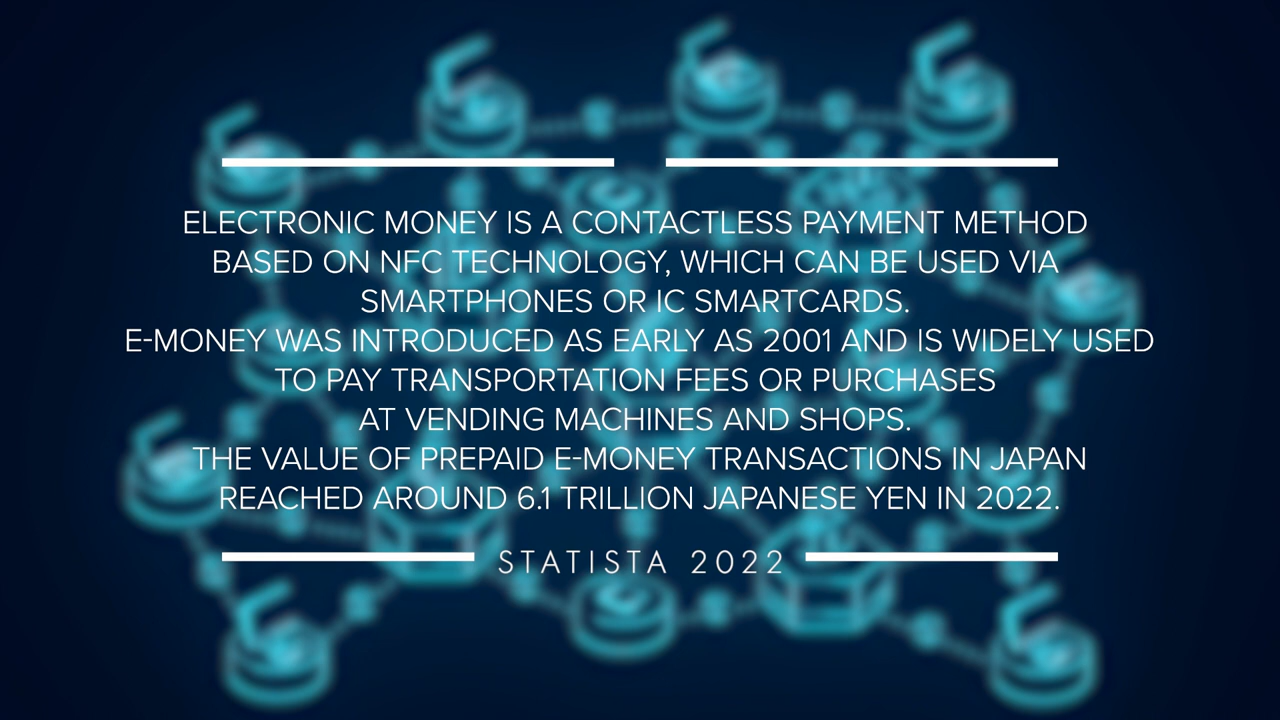 ELECTRONIC MONEY IS A CONTACTLESS PAYMENT METHOD
BASED ON NFC TECHNOLOGY, WHICH CAN BE USED VIA
SMARTPHONES OR IC SMARTCARDS.
E-MONEY WAS INTRODUCED AS EARLY AS 2001 AND IS WIDELY USED
TO PAY TRANSPORTATION FEES OR PURCHASES
AT VENDING MACHINES AND SHOPS.
THE VALUE OF PREPAID E-MONEY TRANSACTIONS IN JAPAN
REACHED AROUND 6.1 TRILLION JAPANESE YEN IN 2022.
STATISTA 2022